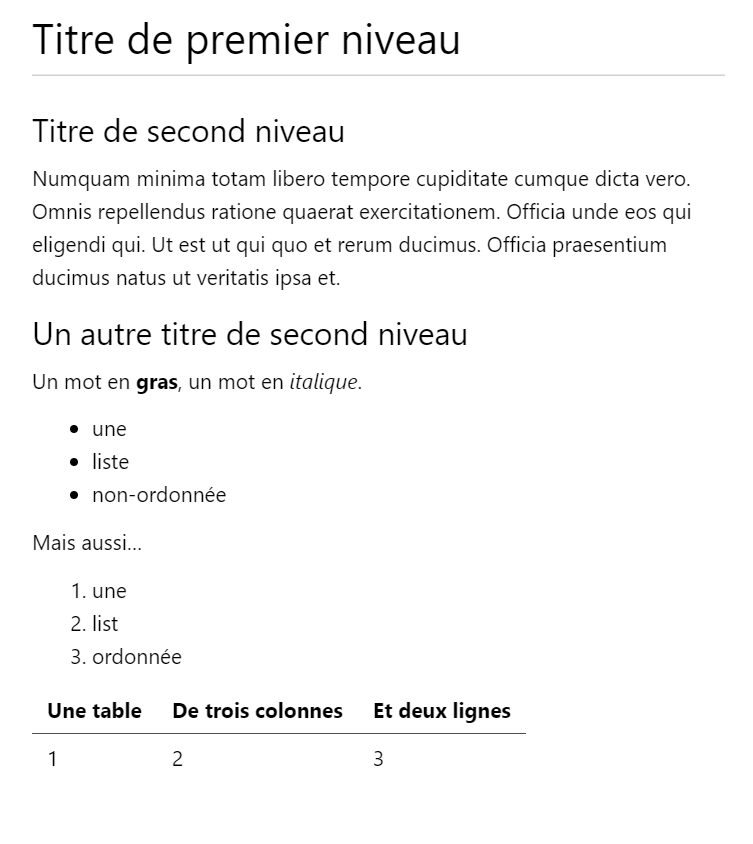 Titre de premier niveau
Titre de second niveau
Numquam minima totam libero tempore cupiditate cumque dicta vero.
Omnis repellendus ratione quaerat exercitationem. Officia unde eos qui
eligendi qui. Ut est ut qui quo et rerum ducimus. Officia praesentium
ducimus natus ut veritatis ipsa et.
Un autre titre de second niveau
Un mot en gras, un mot en italique.
• une
• liste
• non-ordonnée
Mais aussi...
1. une
2. list
3. ordonnée
Une table De trois colonnes Et deux lignes
1 2 3